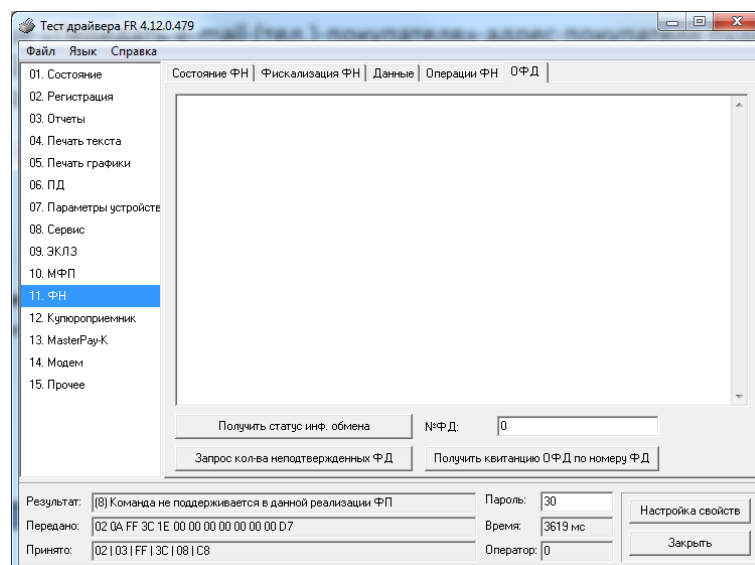 Тест драйвера FR 4.12.0.479
Файл Язык Справка
01. Состояние
02. Регистрация
03. Отчеты
04. Печать текста
05. Печать графики
06. ПД
07. Параметры устройств
08. Сервис
09. ЭКЛЗ
10. МФП
11. ФН
12. Купюроприемник
13. MasterPay-K
14. Модем
15. Прочее
Состояние ФН Фискализация ФН Данные Операции ФН ОФД
Получить статус инф. обмена №ФД: 0
Запрос кол-ва неподтвержденных ФД Получить квитанцию ОФД по номеру ФД
Результат: (8) Команда не поддерживается в данной реализации ФП Пароль: 30
Передано: 02 0A FF 3C 1E 00 00 00 00 00 00 00 D7 Время: 3619 мс
Принято: 02 | 03 | FF | 3C | 08 | C8 Оператор: 0
Настройка свойств
Закрыть